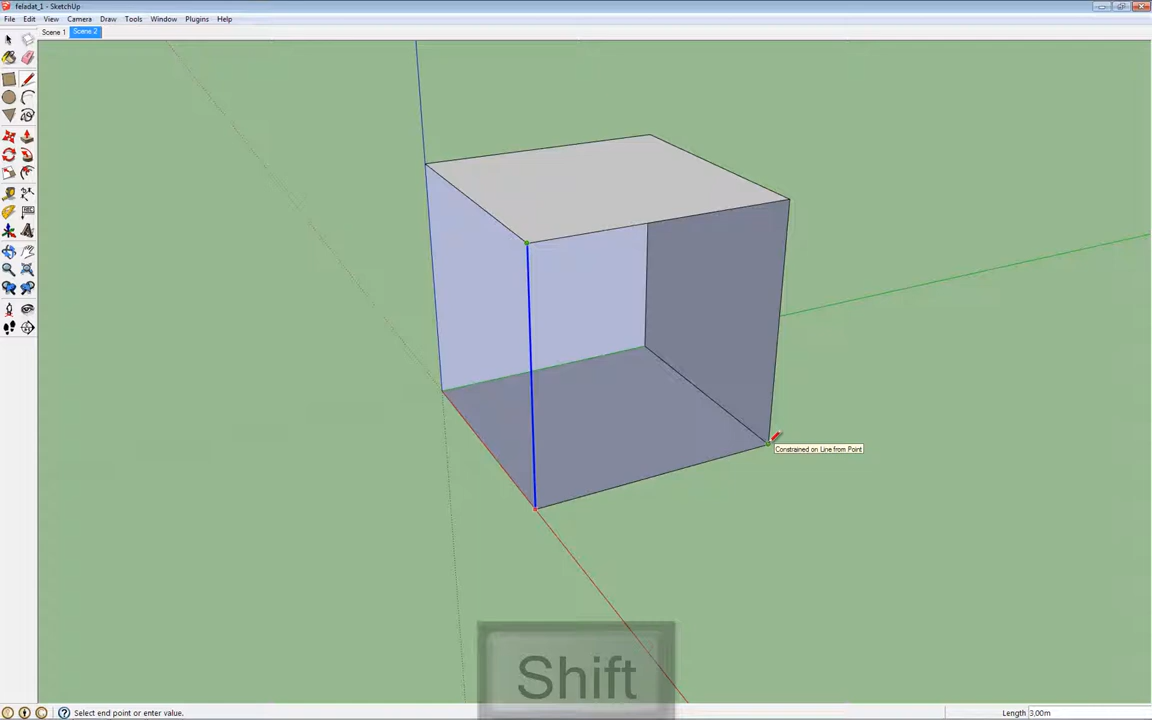 feladat_1 - SketchUp
File Edit View Camera Draw Tools Window Plugins Help
Scene 1 Scene 2
Constrained on Line from Point
Shift
Select end point or enter value.
Length 3,00m